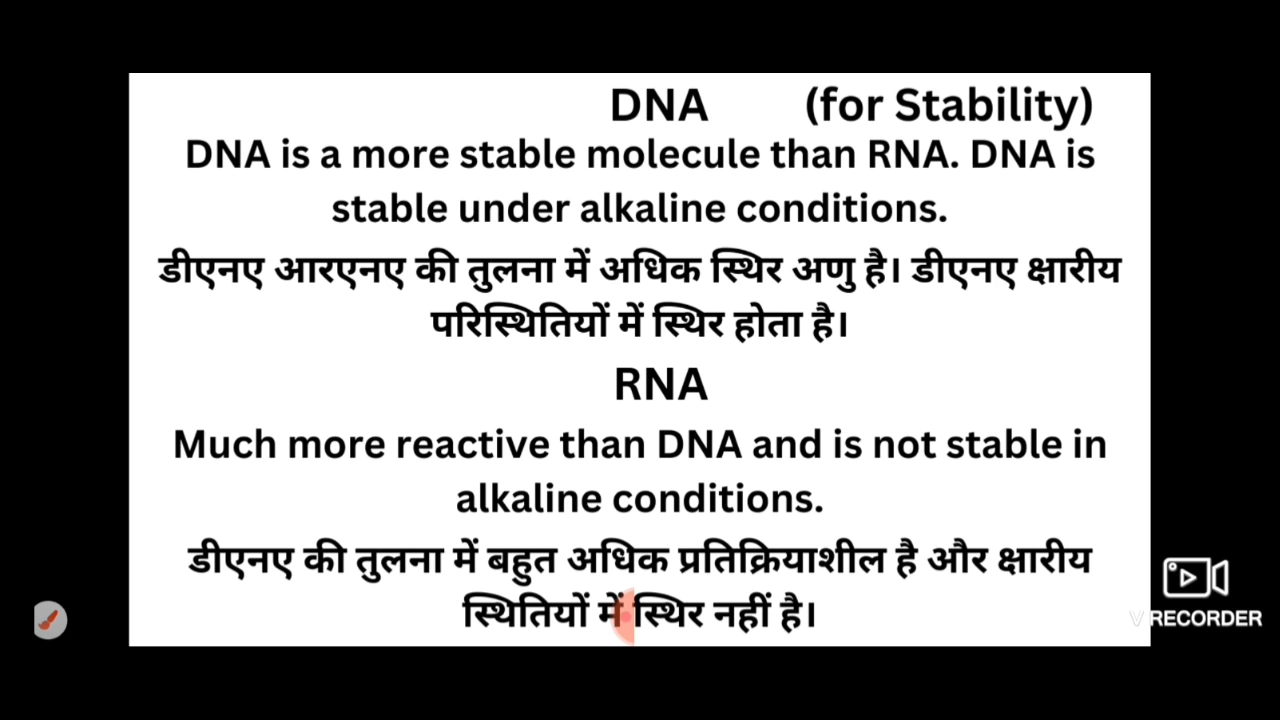 DNA (for Stability)
DNA is a more stable molecule than RNA. DNA is
stable under alkaline conditions.
डीएनए आरएनए की तुलना में अधिक स्थिर अणु है। डीएनए क्षारीय
परिस्थितियों में स्थिर होता है।
RNA
Much more reactive than DNA and is not stable in
alkaline conditions.
डीएनए की तुलना में बहुत अधिक प्रतिक्रियाशील है और क्षारीय
स्थितियों में स्थिर नहीं है।
V RECORDER